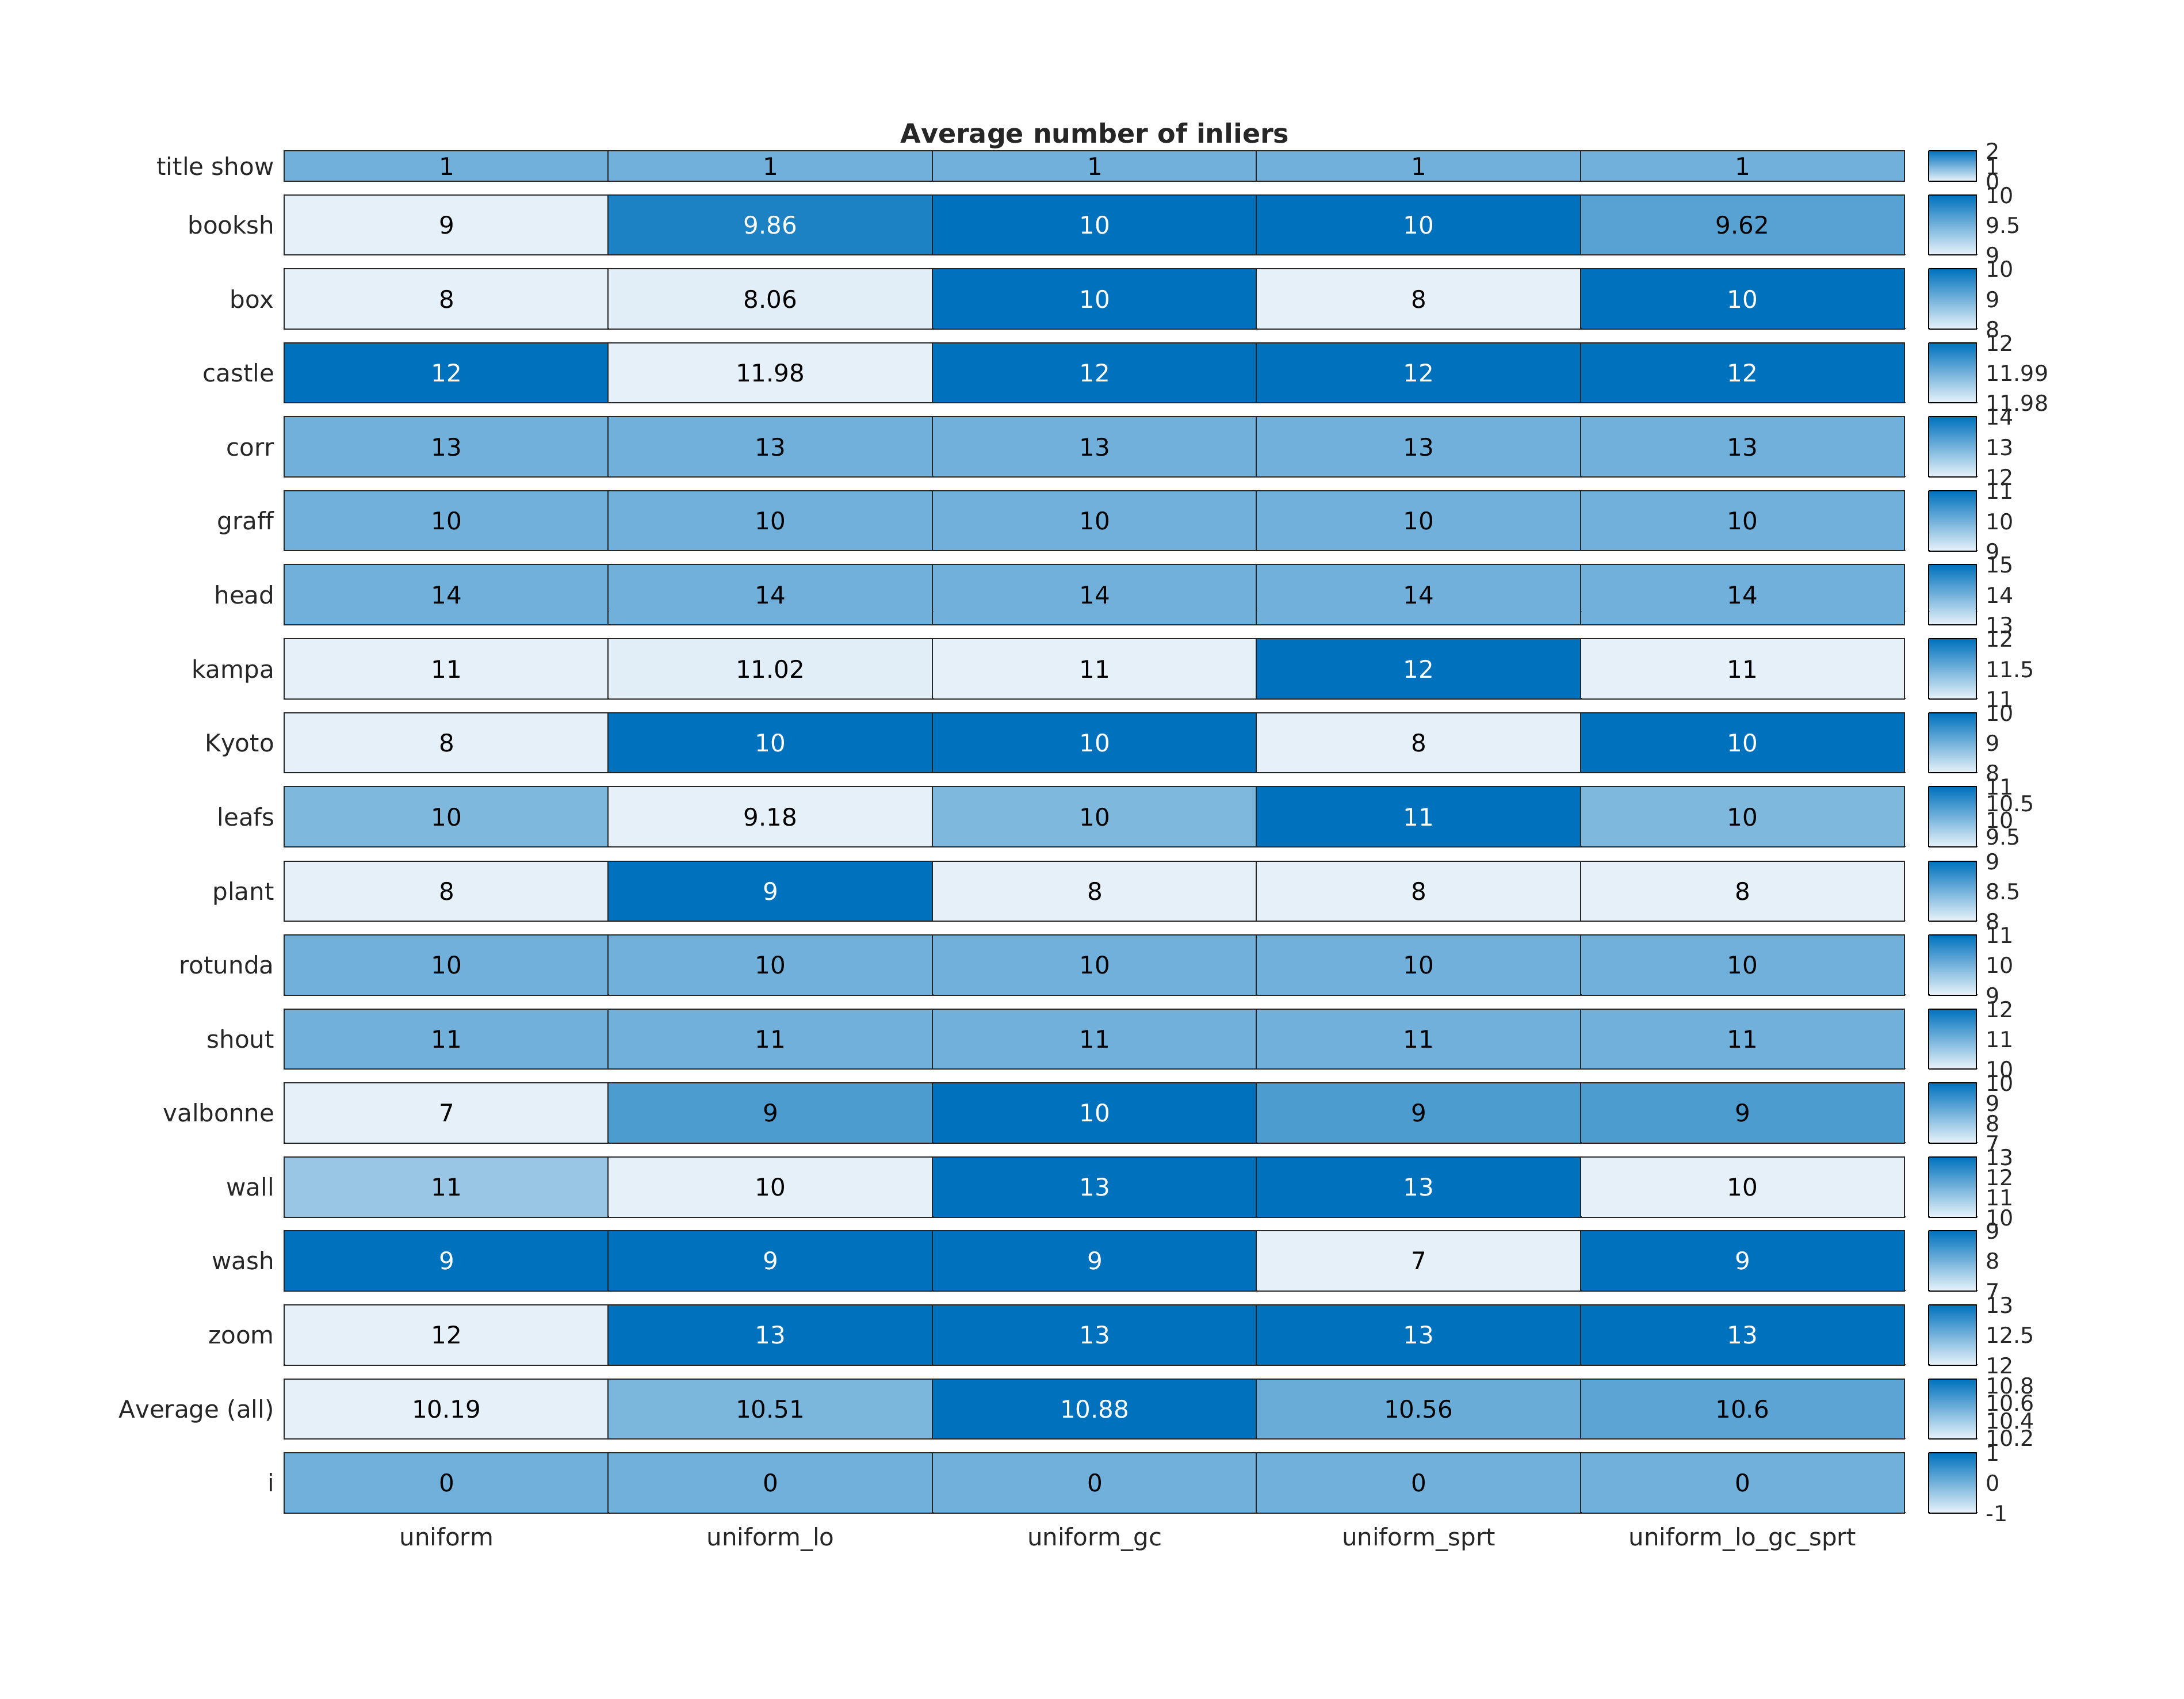 Average number of inliers
title show 1 1 1 1 1 2 1 0
booksh 9 9.86 10 10 9.62 10 9.5 9
box 8 8.06 10 8 10 10 9 8
castle 12 11.98 12 12 12 12 11.99 11.98
corr 13 13 13 13 13 14 13 12
graff 10 10 10 10 10 11 10 9
head 14 14 14 14 14 15 14 13
kampa 11 11.02 11 12 11 12 11.5 11
Kyoto 8 10 10 8 10 10 9 8
leafs 10 9.18 10 11 10 11 10.5 10 9.5
plant 8 9 8 8 8 9 8.5 8
rotunda 10 10 10 10 10 11 10 9
shout 11 11 11 11 11 12 11 10
valbonne 7 9 10 9 9 10 9 8 7
wall 11 10 13 13 10 13 12 11 10
wash 9 9 9 7 9 9 8 7
zoom 12 13 13 13 13 13 12.5 12
Average (all) 10.19 10.51 10.88 10.56 10.6 10.8 10.6 10.4 10.2
i 0 0 0 0 0 1 0 -1
uniform uniform_lo uniform_gc uniform_sprt uniform_lo_gc_sprt